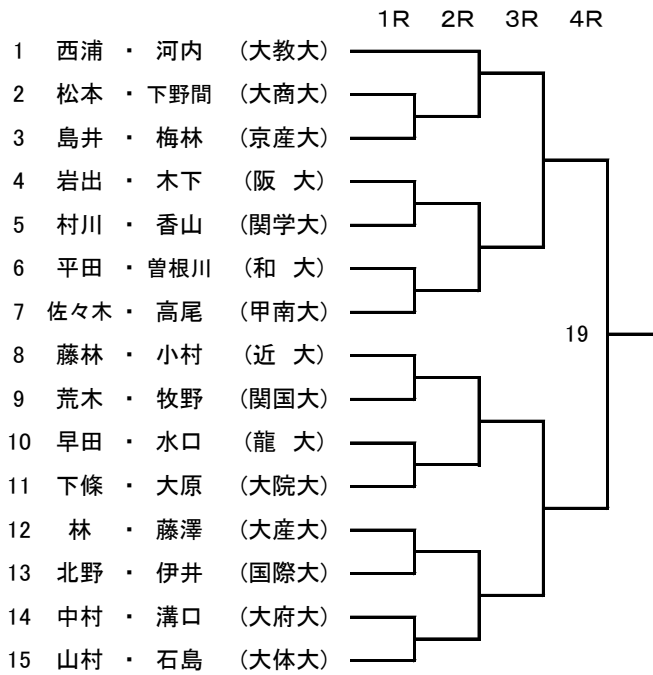 1R 2R 3R 4R
1 西浦 ・ 河内 (大教大)
2 松本 ・ 下野間 (大商大)
3 島井 ・ 梅林 (京産大)
4 岩出 ・ 木下 (阪 大)
5 村川 ・ 香山 (関学大)
6 平田 ・ 曽根川 (和 大)
7 佐々木 ・ 高尾 (甲南大)
19
8 藤林 ・ 小村 (近 大)
9 荒木 ・ 牧野 (関国大)
10 早田 ・ 水口 (龍 大)
11 下條 ・ 大原 (大院大)
12 林 ・ 藤澤 (大産大)
13 北野 ・ 伊井 (国際大)
14 中村 ・ 溝口 (大府大)
15 山村 ・ 石島 (大体大)